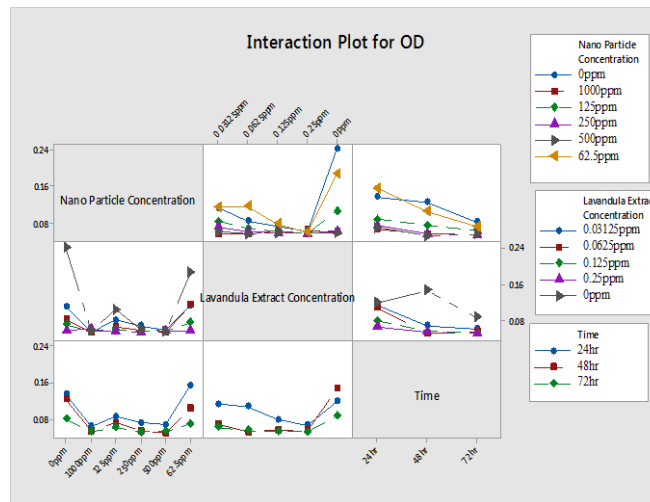 Interaction Plot for OD
Nano Particle
Concentration
0ppm
1000ppm
125ppm
250ppm
500ppm
62.5ppm
Lavandula Extract
Concentration
0.03125ppm
0.0625ppm
0.125ppm
0.25ppm
0ppm
Time
24hr
48hr
72hr
0.03125ppm
0.0625ppm
0.125ppm
0.25ppm
0ppm
0.24
0.16
0.08
Nano Particle Concentration
Lavandula Extract Concentration
0.24
0.16
0.08
0.24
0.16
0.08
Time
0ppm
1000ppm
125ppm
250ppm
500ppm
62.5ppm
24hr
48hr
72hr